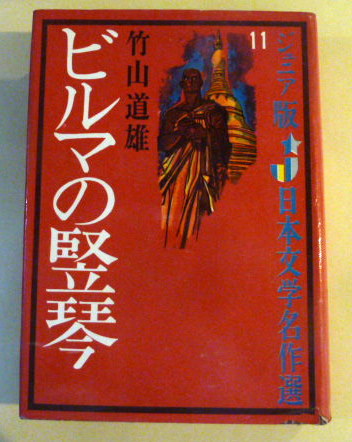 11
ジュニア版
日本文学名作選
竹山道雄
ビルマの竪琴